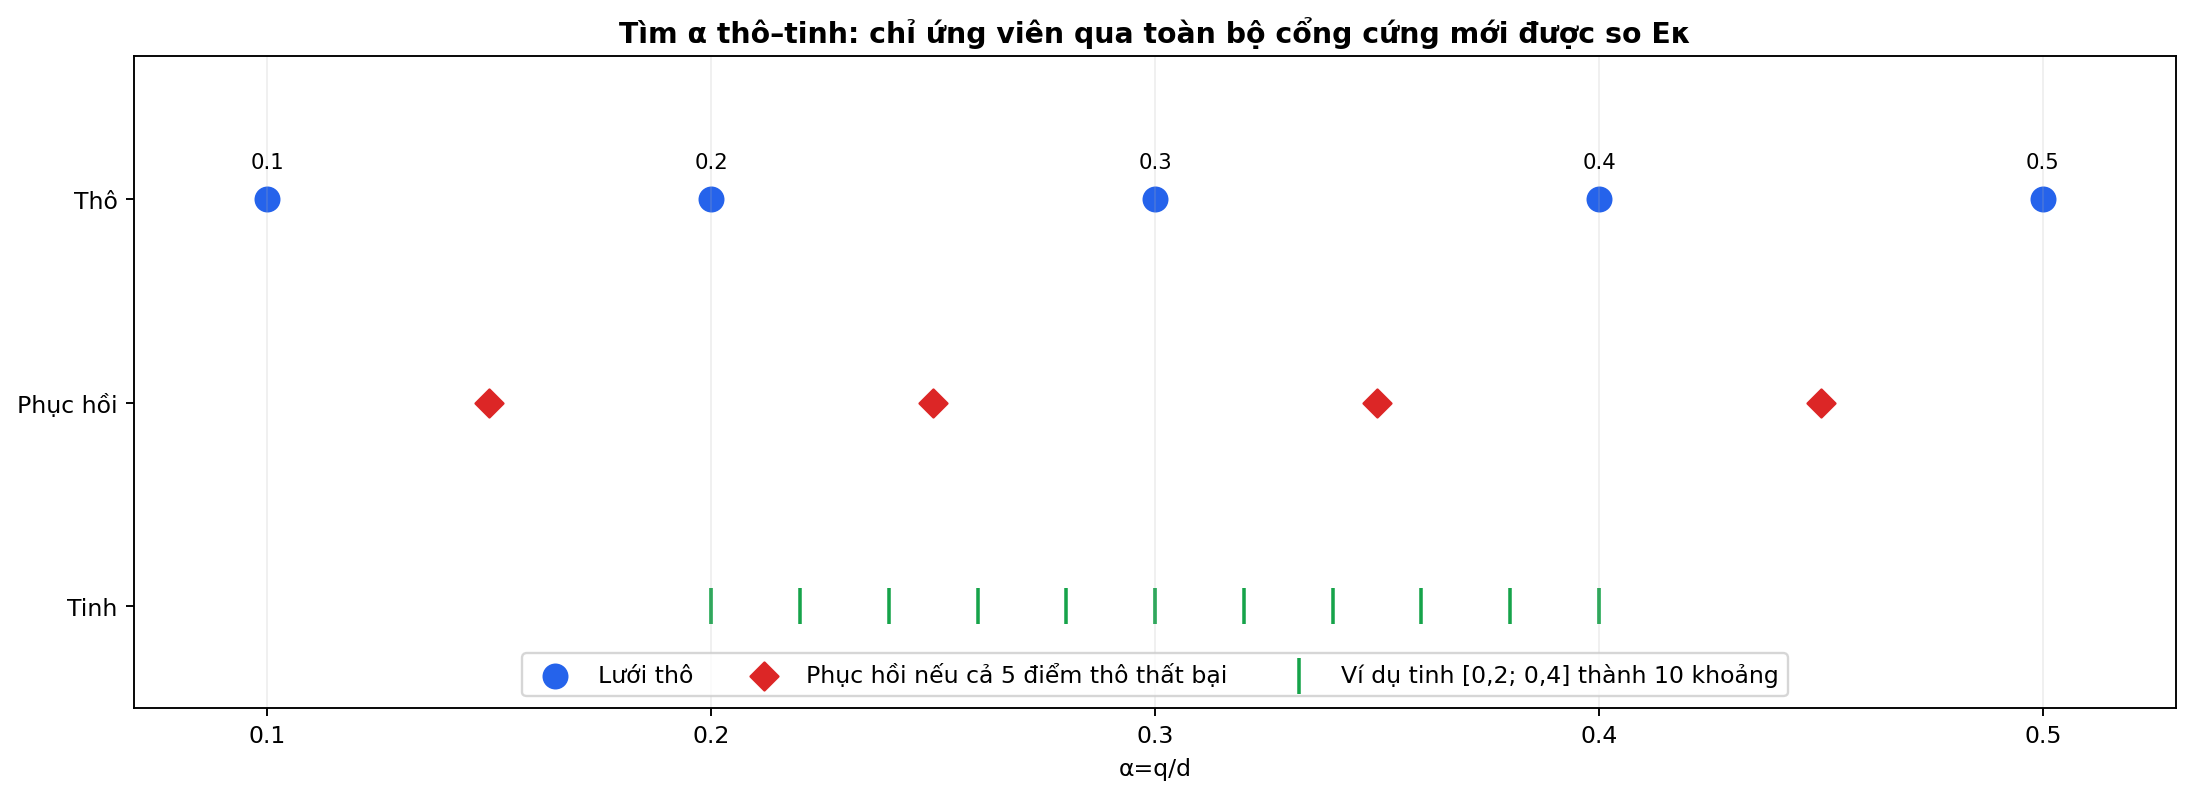 Tìm α thô–tinh: chỉ ứng viên qua toàn bộ cổng cứng mới được so Eκ
0.1 0.2 0.3 0.4 0.5
Thô
Phục hồi
Tinh
Lưới thô Phục hồi nếu cả 5 điểm thô thất bại Ví dụ tinh [0,2; 0,4] thành 10 khoảng
0.1 0.2 0.3 0.4 0.5
α=q/d